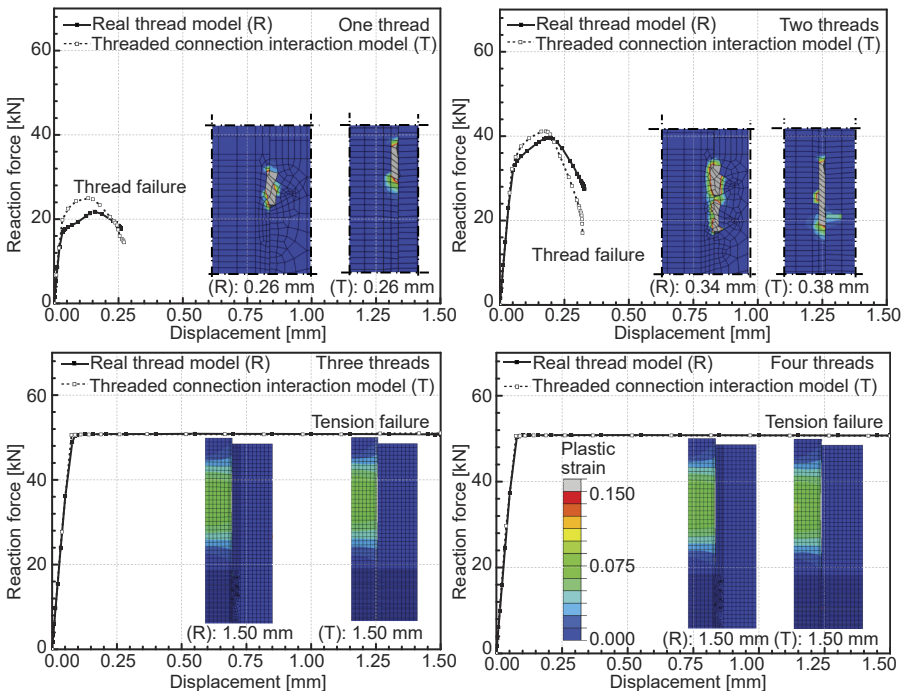 60
40
20
0
Reaction force [kN]
Real thread model (R)
One thread
Threaded connection interaction model (T)
Thread failure
(R): 0.26 mm
(T): 0.26 mm
0.00 0.25 0.50 0.75 1.00 1.25 1.50
Displacement [mm]
60
40
20
0
Reaction force [kN]
Real thread model (R)
Two threads
Threaded connection interaction model (T)
Thread failure
(R): 0.34 mm
(T): 0.38 mm
0.00 0.25 0.50 0.75 1.00 1.25 1.50
Displacement [mm]
60
40
20
0
Reaction force [kN]
Real thread model (R)
Three threads
Threaded connection interaction model (T)
Tension failure
(R): 1.50 mm
(T): 1.50 mm
0.00 0.25 0.50 0.75 1.00 1.25 1.50
Displacement [mm]
60
40
20
0
Reaction force [kN]
Real thread model (R)
Four threads
Threaded connection interaction model (T)
Tension failure
Plastic
strain
0.150
0.075
0.000
(R): 1.50 mm
(T): 1.50 mm
0.00 0.25 0.50 0.75 1.00 1.25 1.50
Displacement [mm]